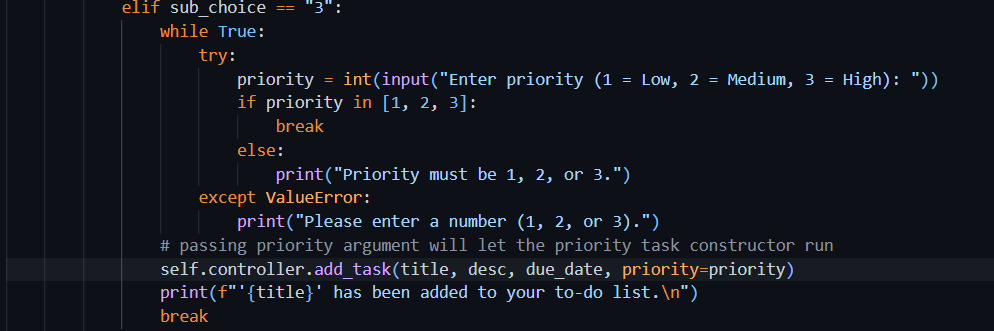 elif sub_choice == "3":
while True:
try:
priority = int(input("Enter priority (1 = Low, 2 = Medium, 3 = High): "))
if priority in [1, 2, 3]:
break
else:
print("Priority must be 1, 2, or 3.")
except ValueError:
print("Please enter a number (1, 2, or 3).")
# passing priority argument will let the priority task constructor run
self.controller.add_task(title, desc, due_date, priority=priority)
print(f"'{title}' has been added to your to-do list.\n")
break